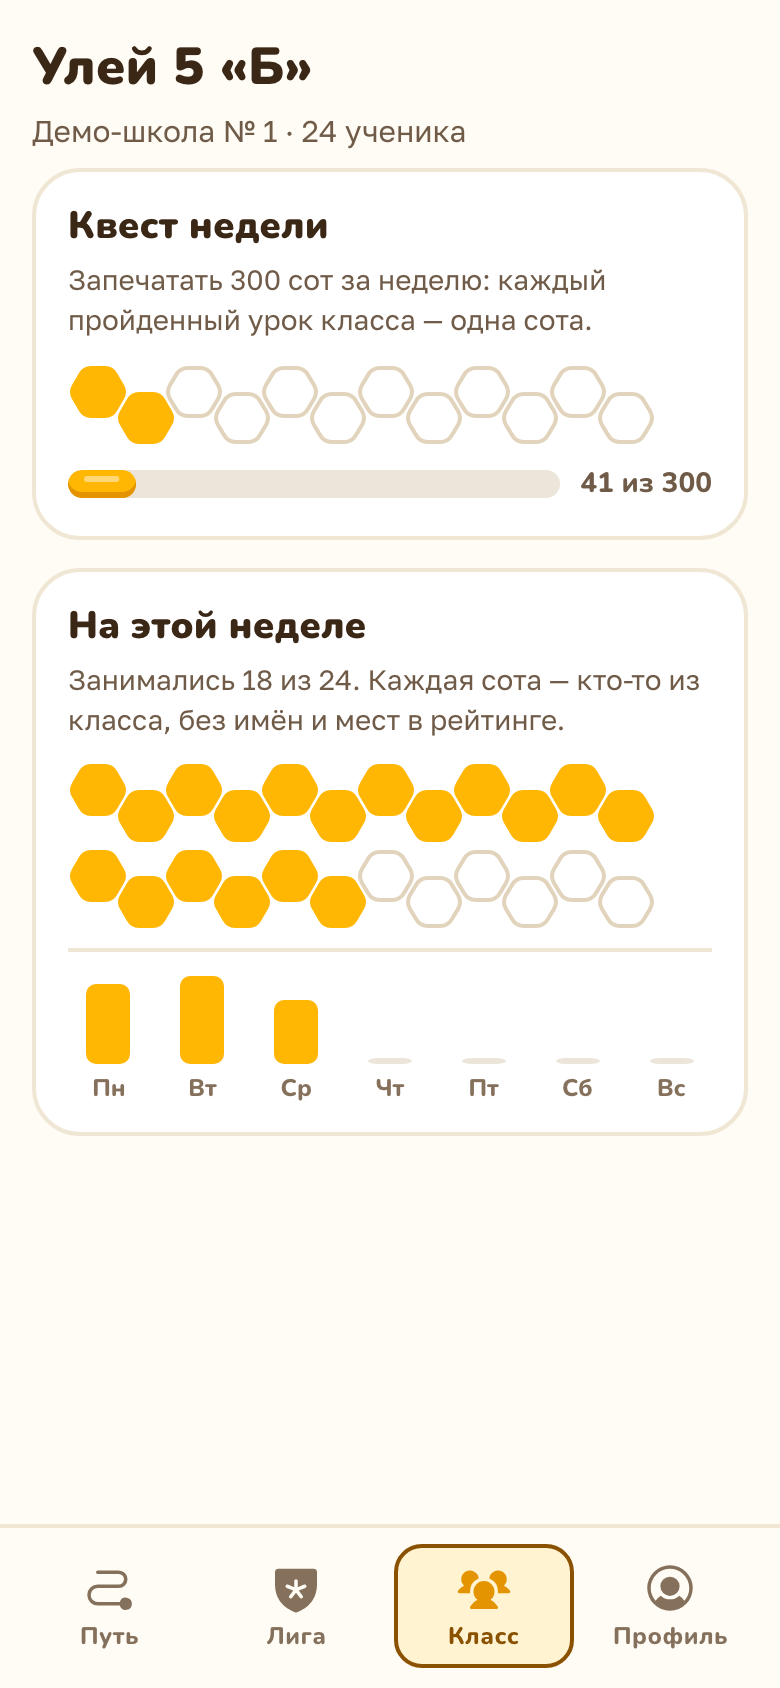 Улей 5 «Б»
Демо-школа № 1 · 24 ученика
Квест недели
Запечатать 300 сот за неделю: каждый
пройденный урок класса — одна сота.
41 из 300
На этой неделе
Занимались 18 из 24. Каждая сота — кто-то из
класса, без имён и мест в рейтинге.
Пн Вт Ср Чт Пт Сб Вс
Путь Лига Класс Профиль